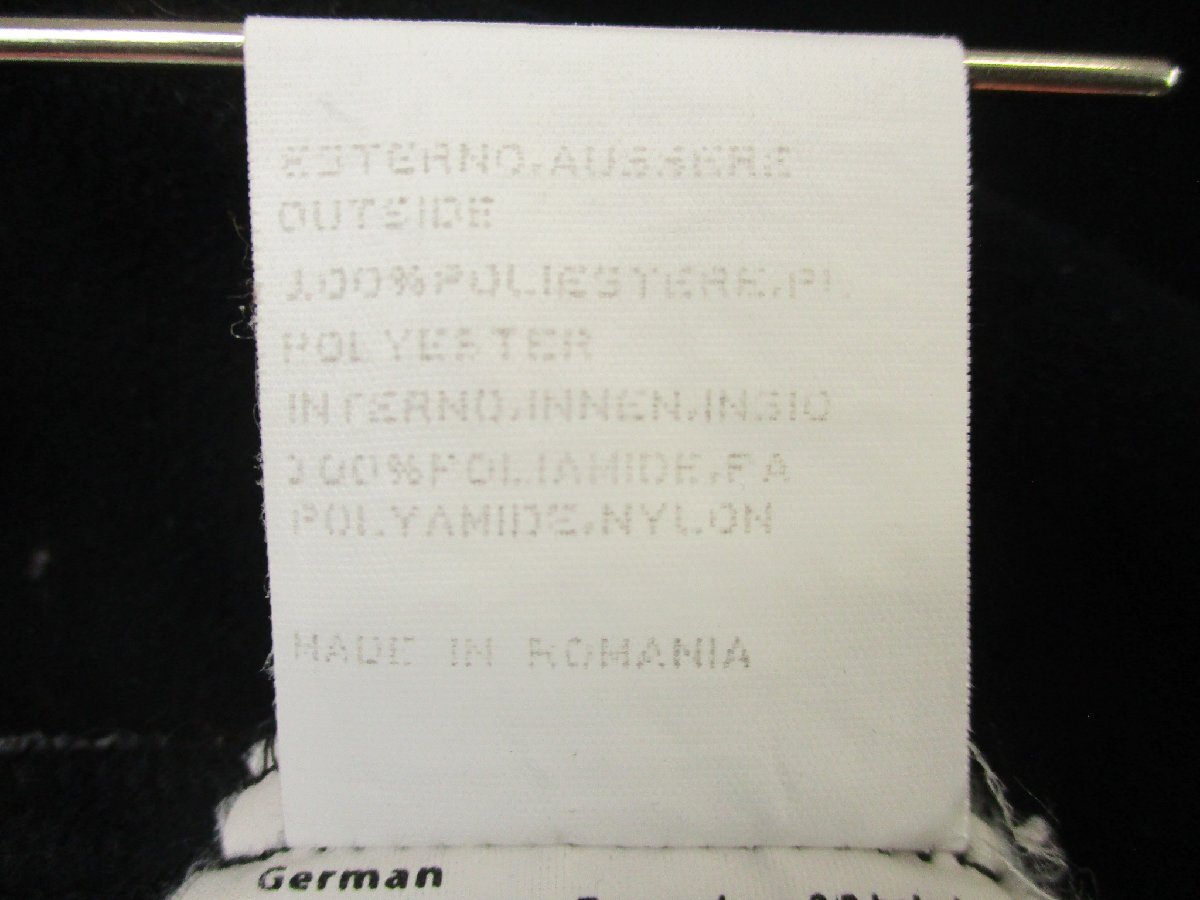 ESTERNO,AUSSERE
OUTSIDE
100%POLIESTERE,PL
POLYESTER
INTERNO,INNEN,INSID
100%POLIAMIDE,PA
POLYAMIDE,NYLON
MADE IN ROMANIA
German